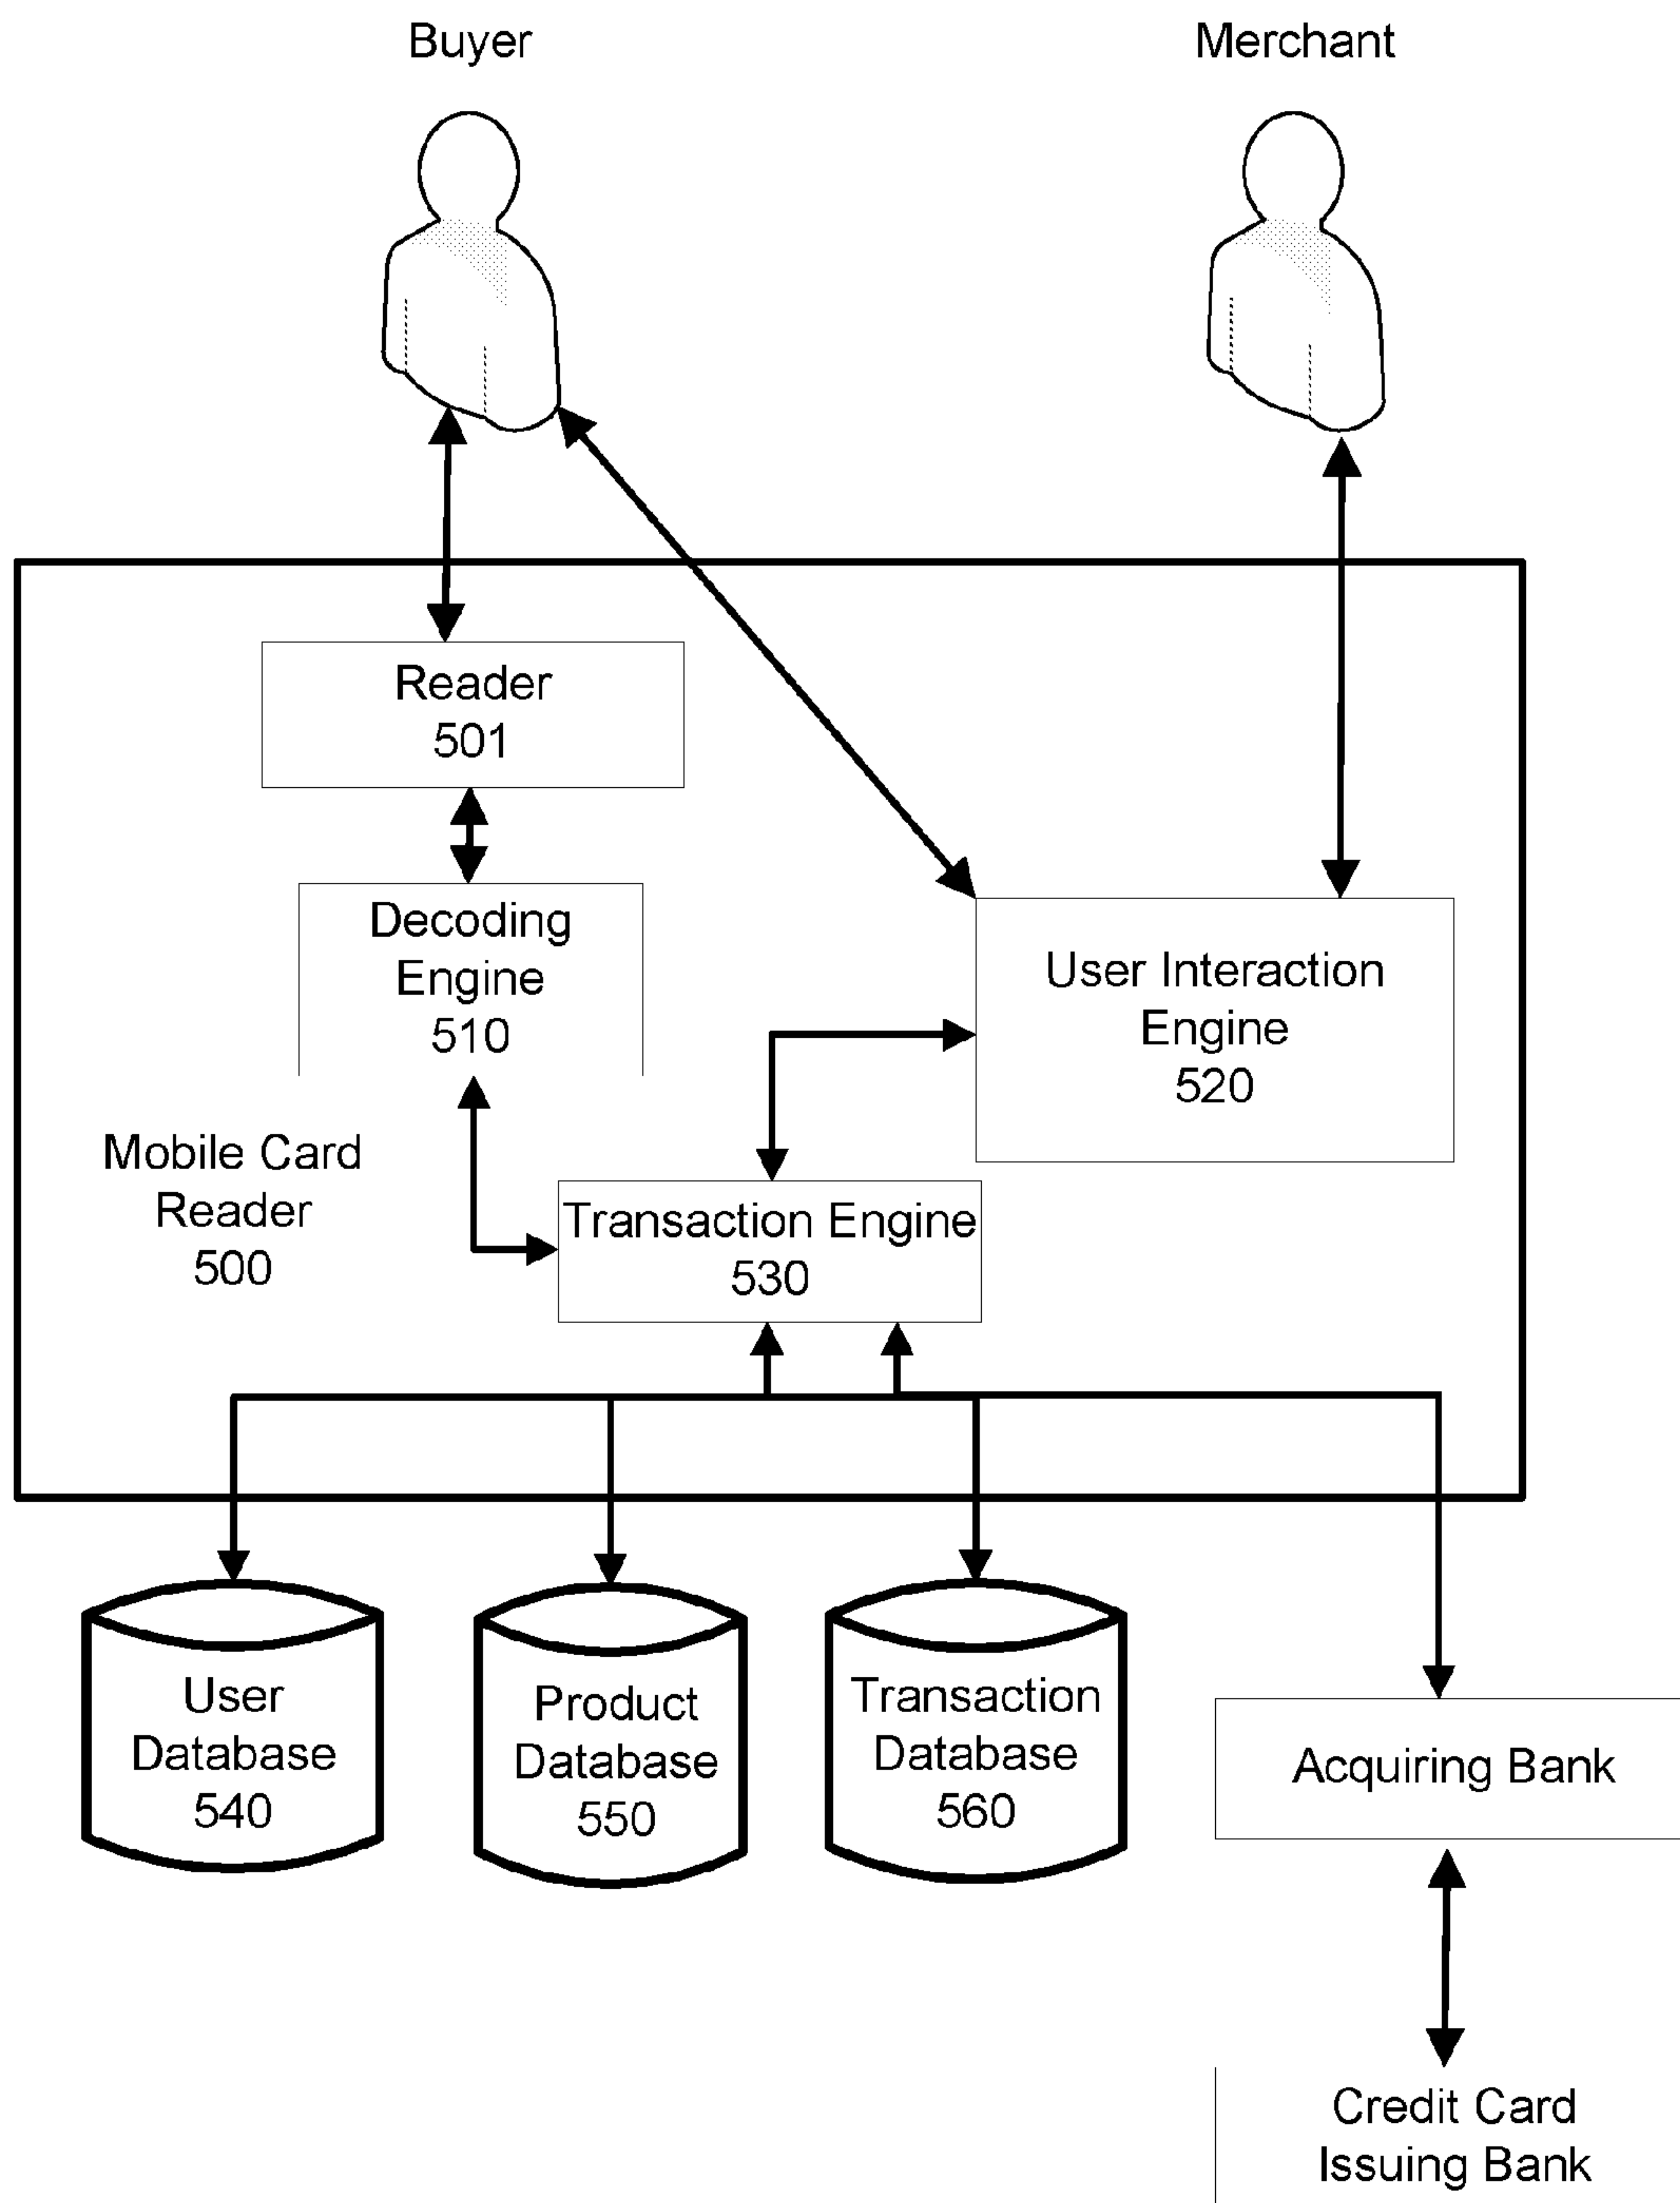 Buyer
Merchant
Reader
501
Decoding
Engine
510
User Interaction
Engine
520
Mobile Card
Reader
500
Transaction Engine
530
User
Database
540
Product
Database
550
Transaction
Database
560
Acquiring Bank
Credit Card
Issuing Bank